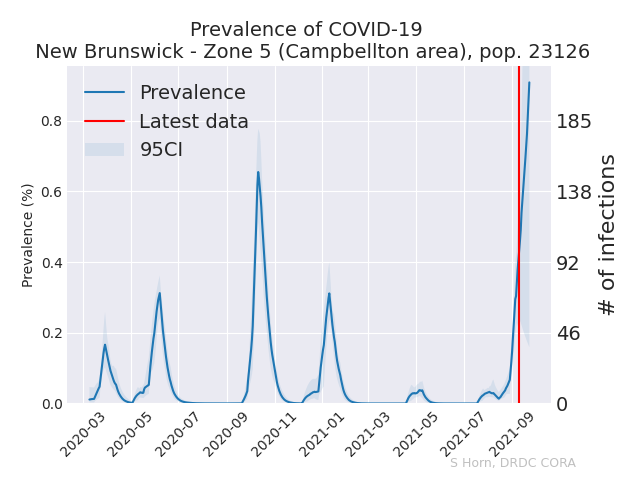 Prevalence of COVID-19
New Brunswick - Zone 5 (Campbellton area), pop. 23126
Prevalence
Latest data
95CI
Prevalence (%)
0.8
0.6
0.4
0.2
0.0
185
138
92
46
0
# of infections
2020-03
2020-05
2020-07
2020-09
2020-11
2021-01
2021-03
2021-05
2021-07
2021-09
S Horn, DRDC CORA